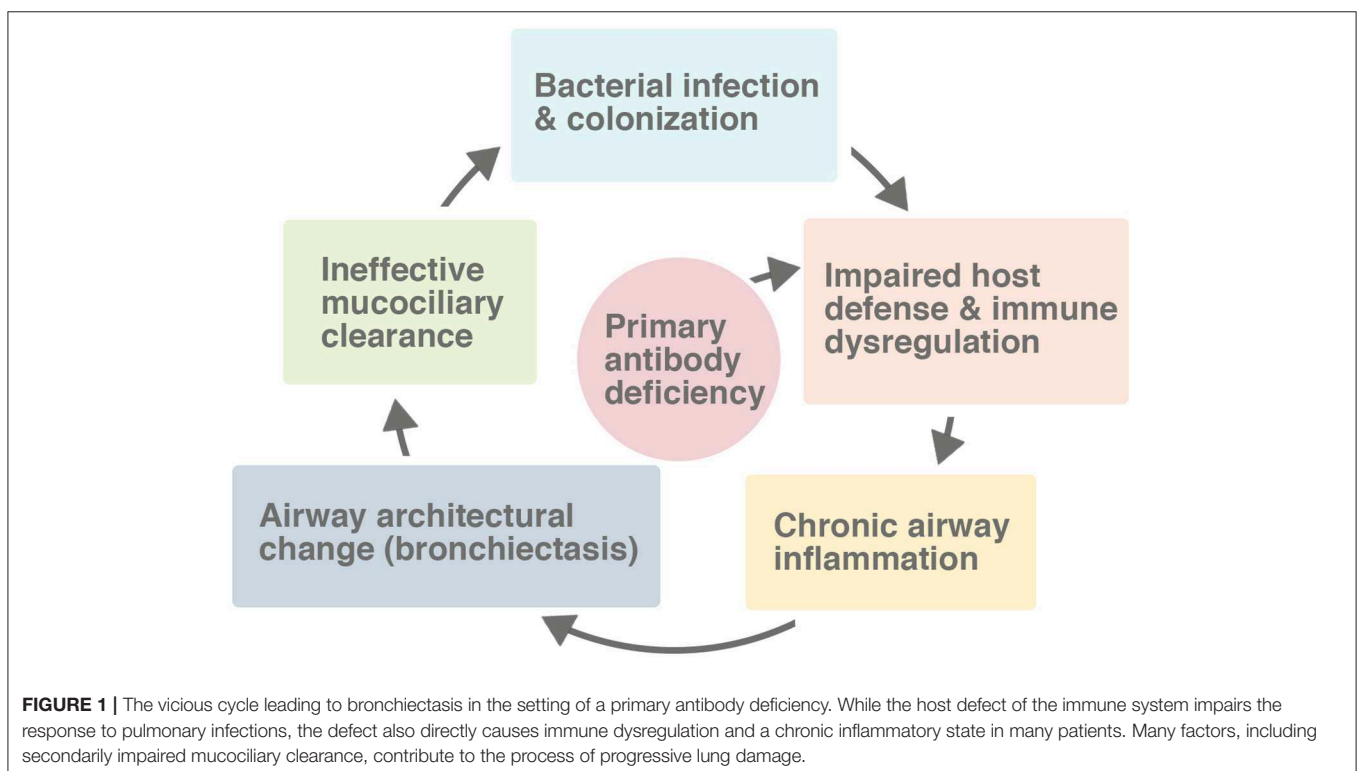 Bacterial infection
& colonization
Ineffective
mucociliary
clearance
Primary
antibody
deficiency
Impaired host
defense & immune
dysregulation
Airway architectural
change (bronchiectasis)
Chronic airway
inflammation
FIGURE 1 | The vicious cycle leading to bronchiectasis in the setting of a primary antibody deficiency. While the host defect of the immune system impairs the
response to pulmonary infections, the defect also directly causes immune dysregulation and a chronic inflammatory state in many patients. Many factors, including
secondarily impaired mucociliary clearance, contribute to the process of progressive lung damage.